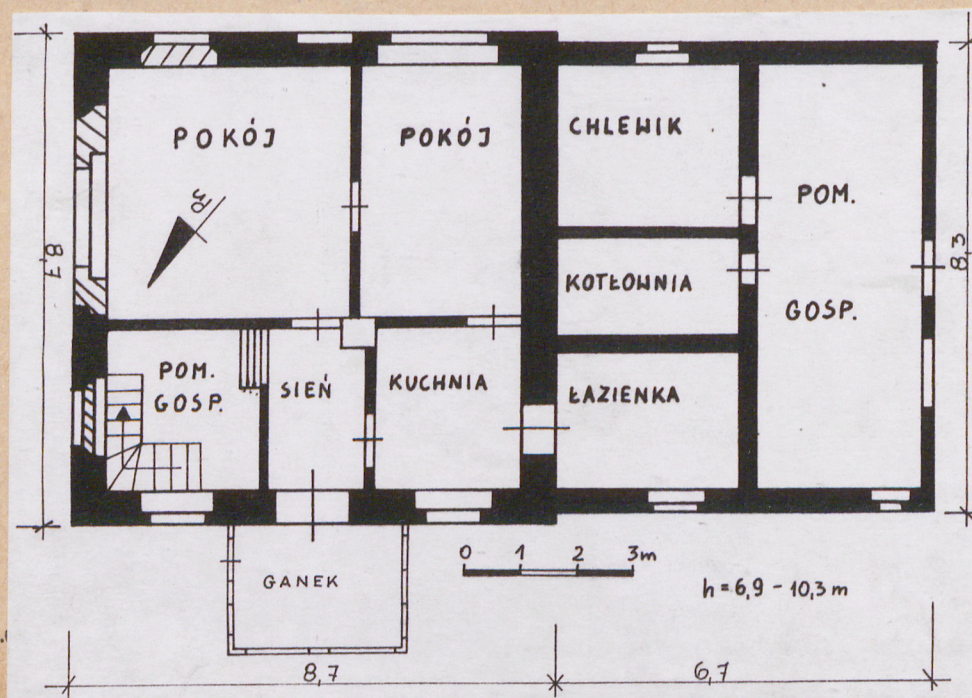 POKÓJ
POKÓJ
CHLEWIK
POM.
GOSP.
KOTŁOWNIA
8,7
8,3
POM.
GOSP.
SIEŃ
KUCHNIA
ŁAZIENKA
GANEK
0 1 2 3m
h = 6,9 - 10,3 m
8,7
6,7